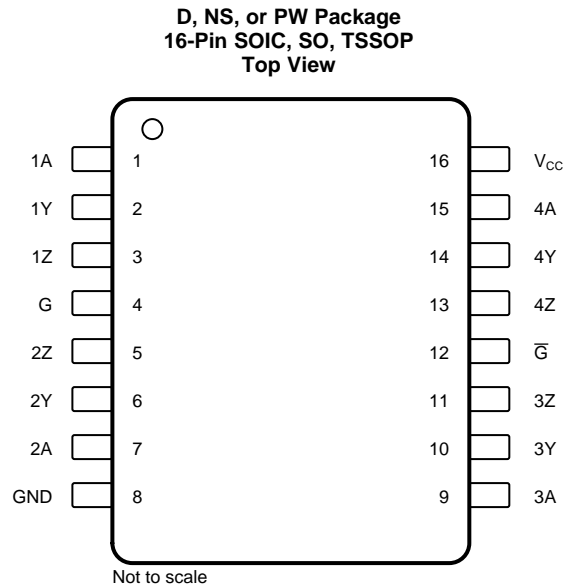 D, NS, or PW Package
16-Pin SOIC, SO, TSSOP
Top View
1A 1 16 V_CC
1Y 2 15 4A
1Z 3 14 4Y
G 4 13 4Z
2Z 5 12 G̅
2Y 6 11 3Z
2A 7 10 3Y
GND 8 9 3A
Not to scale